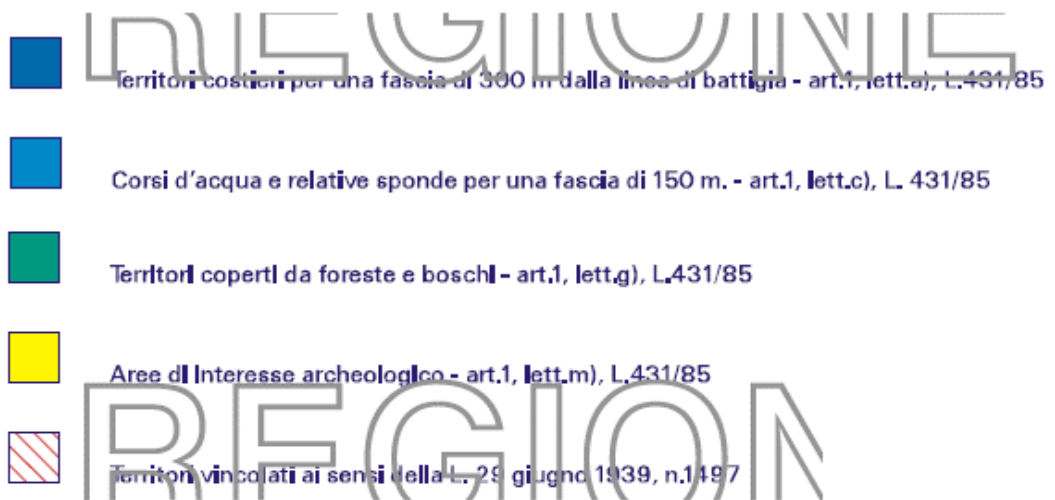 REGIONE
Territori costieri per una fascia di 300 m dalla linea di battigia - art.1, lett.a), L.431/85
Corsi d'acqua e relative sponde per una fascia di 150 m. - art.1, lett.c), L. 431/85
Territori coperti da foreste e boschi - art.1, lett.g), L.431/85
Aree di interesse archeologico - art.1, lett.m), L.431/85
REGION
Territori vincolati ai sensi della L. 29 giugno 1939, n.1497